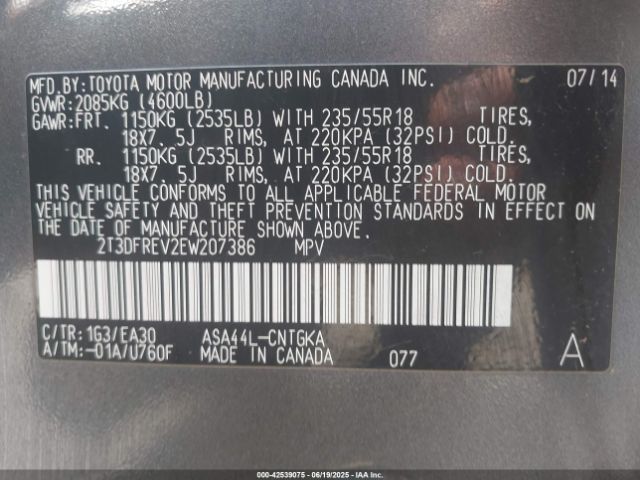 MFD.BY:TOYOTA MOTOR MANUFACTURING CANADA INC. 07/14
GVWR:2085KG (4600LB)
GAWR:FRT. 1150KG (2535LB) WITH 235/55R18 TIRES,
18X7. 5J RIMS, AT 220KPA (32PSI) COLD.
RR. 1150KG (2535LB) WITH 235/55R18 TIRES,
18X7. 5J RIMS, AT 220KPA (32PSI) COLD.
THIS VEHICLE CONFORMS TO ALL APPLICABLE FEDERAL MOTOR
VEHICLE SAFETY AND THEFT PREVENTION STANDARDS IN EFFECT ON
THE DATE OF MANUFACTURE SHOWN ABOVE.
2T3DFREV2EW207386 MPV
C/TR:1G3/EA30 ASA44L-CNTGKA
A/TM:-01A/U760F MADE IN CANADA 077 A
000-42539075 - 06/19/2025 - IAAI.COM